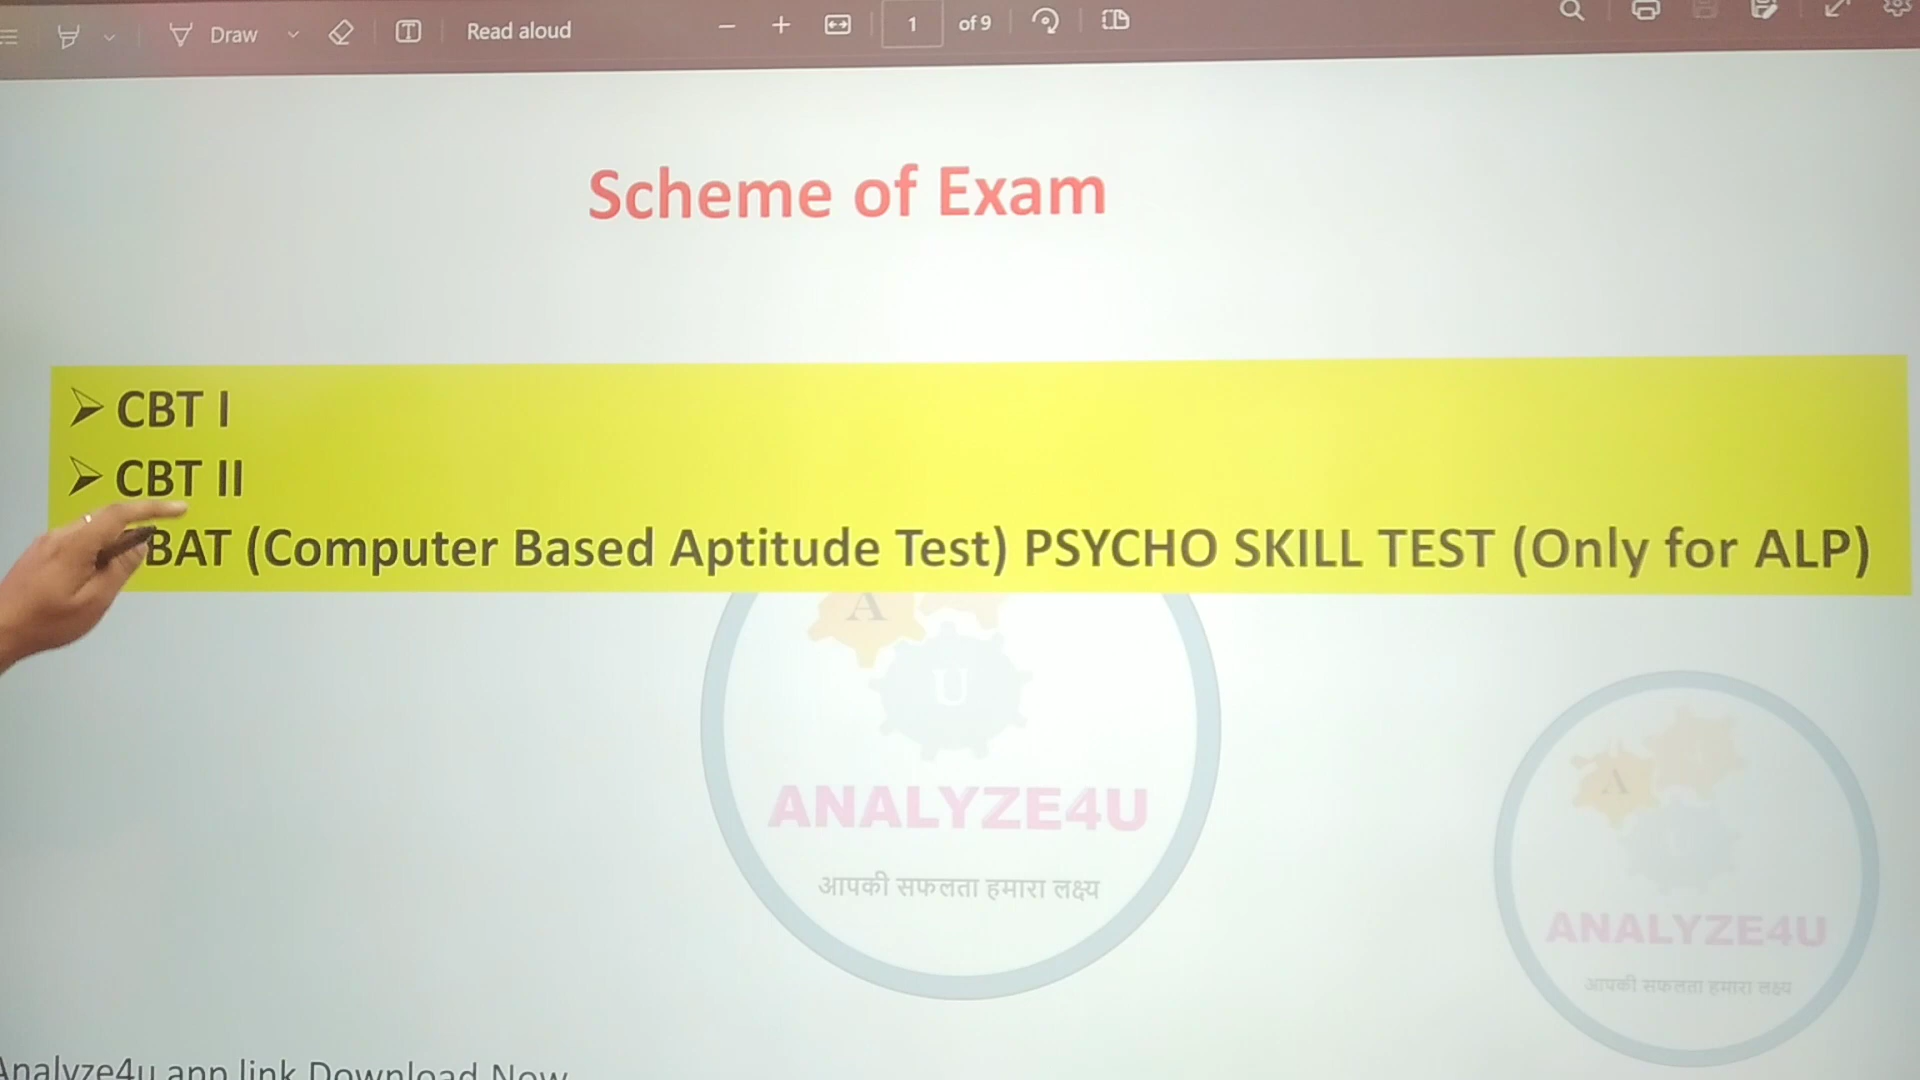 Draw
Read aloud
1 of 9
Scheme of Exam
➢ CBT I
➢ CBT II
BAT (Computer Based Aptitude Test) PSYCHO SKILL TEST (Only for ALP)
A
U
ANALYZE4U
आपकी सफलता हमारा लक्ष्य
A
ANALYZE4U
आपकी सफलता हमारा लक्ष्य
Analyze4u app link Download Now